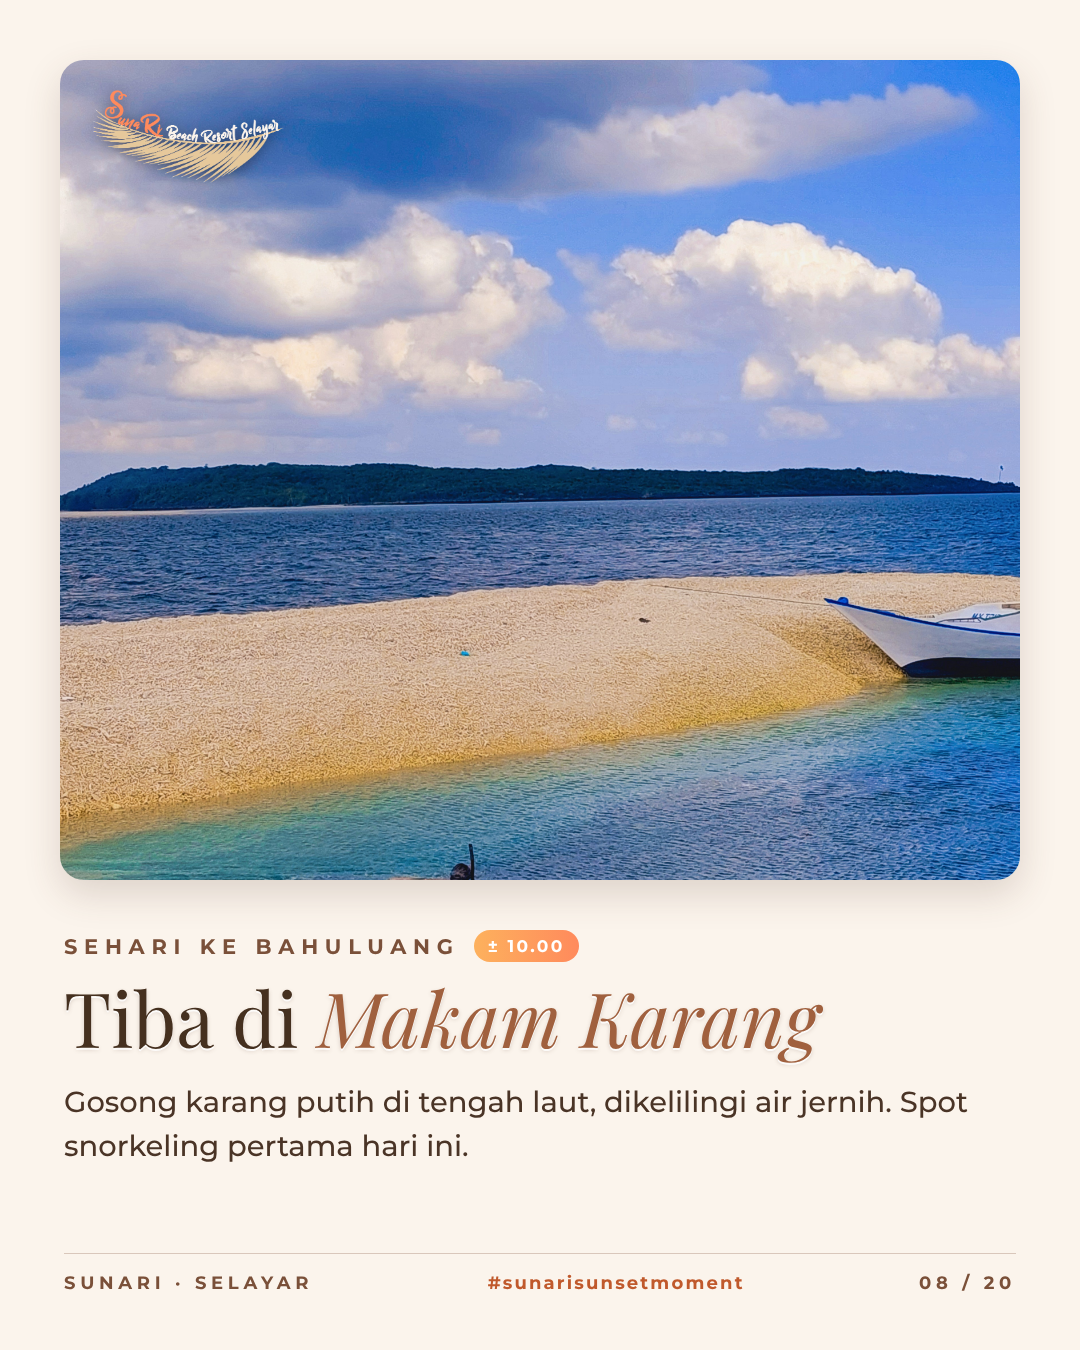 SunaRi Beach Resort Selayar
SEHARI KE BAHULUANG ± 10.00
Tiba di Makam Karang
Gosong karang putih di tengah laut, dikelilingi air jernih. Spot
snorkeling pertama hari ini.
SUNARI · SELAYAR #sunarisunsetmoment 08 / 20